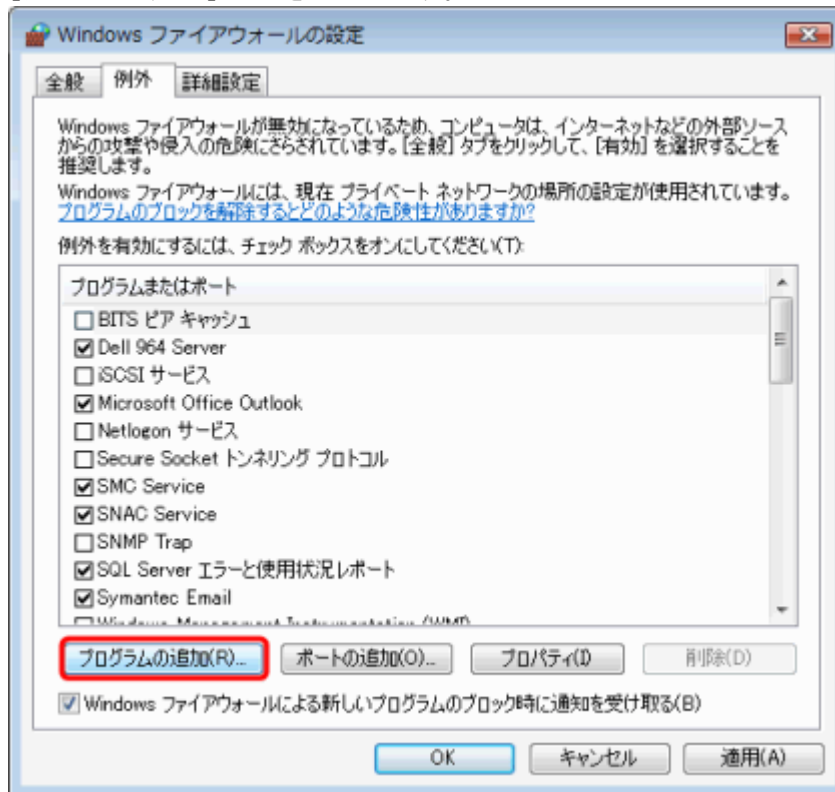 Windows ファイアウォールの設定
全般 例外 詳細設定
Windows ファイアウォールが無効になっているため、コンピュータは、インターネットなどの外部ソース
からの攻撃や侵入の危険にさらされています。[全般] タブをクリックして、[有効] を選択することを
推奨します。
Windows ファイアウォールには、現在 プライベート ネットワークの場所の設定が使用されています。
プログラムのブロックを解除するとどのような危険性がありますか?
例外を有効にするには、チェック ボックスをオンにしてください(T):
プログラムまたはポート
BITS ピア キャッシュ
Dell 964 Server
iSCSI サービス
Microsoft Office Outlook
Netlogon サービス
Secure Socket トンネリング プロトコル
SMC Service
SNAC Service
SNMP Trap
SQL Server エラーと使用状況レポート
Symantec Email
Windows Management Instrumentation (WMI)
プログラムの追加(R)... ポートの追加(O)... プロパティ(I) 削除(D)
Windows ファイアウォールによる新しいプログラムのブロック時に通知を受け取る(B)
OK キャンセル 適用(A)